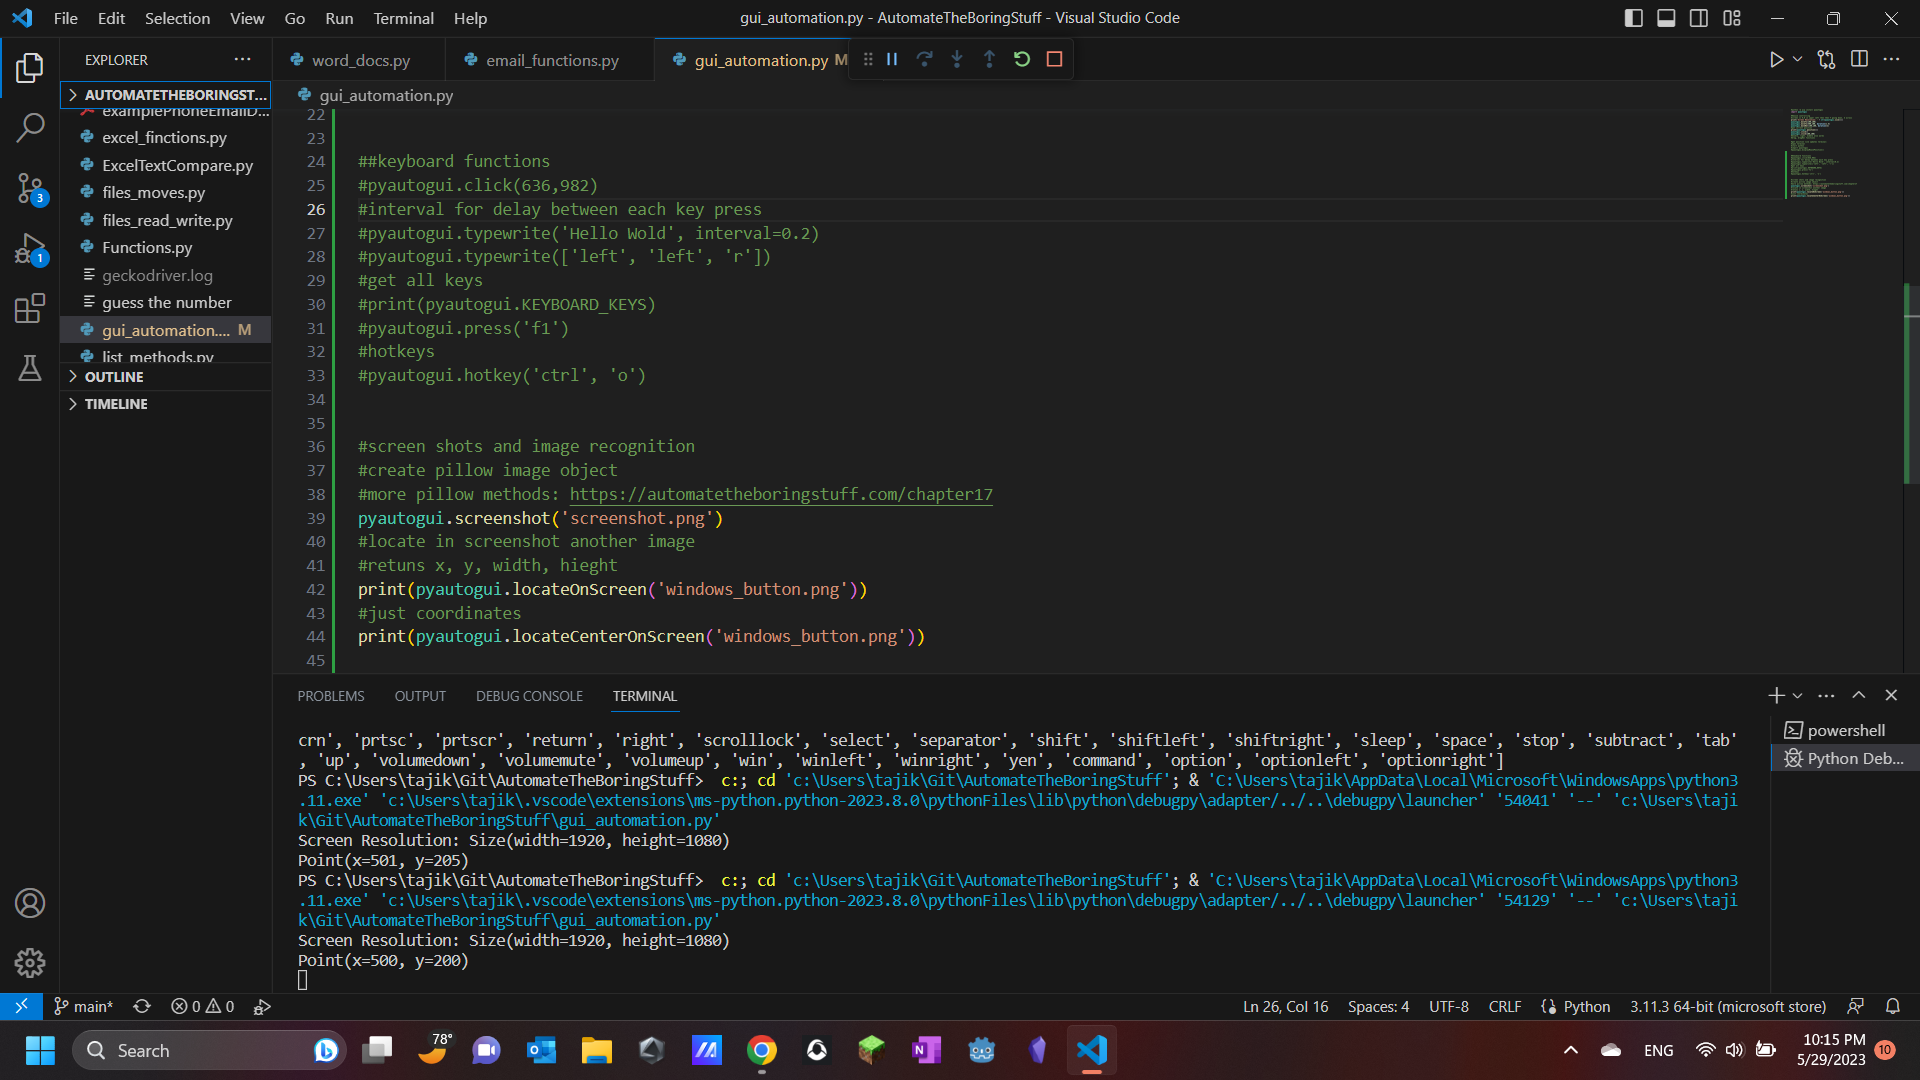 File Edit Selection View Go Run Terminal Help
gui_automation.py - AutomateTheBoringStuff - Visual Studio Code
EXPLORER
word_docs.py
email_functions.py
gui_automation.py M
AUTOMATETHEBORINGST...
gui_automation.py
examplePhoneEmailD...
excel_finctions.py
ExcelTextCompare.py
files_moves.py
files_read_write.py
Functions.py
geckodriver.log
guess the number
gui_automation.... M
list_methods.py
OUTLINE
TIMELINE
3
1
22
23
24 ##keyboard functions
25 #pyautogui.click(636,982)
26 #interval for delay between each key press
27 #pyautogui.typewrite('Hello Wold', interval=0.2)
28 #pyautogui.typewrite(['left', 'left', 'r'])
29 #get all keys
30 #print(pyautogui.KEYBOARD_KEYS)
31 #pyautogui.press('f1')
32 #hotkeys
33 #pyautogui.hotkey('ctrl', 'o')
34
35
36 #screen shots and image recognition
37 #create pillow image object
38 #more pillow methods: https://automatetheboringstuff.com/chapter17
39 pyautogui.screenshot('screenshot.png')
40 #locate in screenshot another image
41 #retuns x, y, width, hieght
42 print(pyautogui.locateOnScreen('windows_button.png'))
43 #just coordinates
44 print(pyautogui.locateCenterOnScreen('windows_button.png'))
45
PROBLEMS OUTPUT DEBUG CONSOLE TERMINAL
powershell
Python Deb...
crn', 'prtsc', 'prtscr', 'return', 'right', 'scrolllock', 'select', 'separator', 'shift', 'shiftleft', 'shiftright', 'sleep', 'space', 'stop', 'subtract', 'tab'
, 'up', 'volumedown', 'volumemute', 'volumeup', 'win', 'winleft', 'winright', 'yen', 'command', 'option', 'optionleft', 'optionright']
PS C:\Users\tajik\Git\AutomateTheBoringStuff>  c:; cd 'c:\Users\tajik\Git\AutomateTheBoringStuff'; & 'C:\Users\tajik\AppData\Local\Microsoft\WindowsApps\python3
.11.exe' 'c:\Users\tajik\.vscode\extensions\ms-python.python-2023.8.0\pythonFiles\lib\python\debugpy\adapter/../..\debugpy\launcher' '54041' '--' 'c:\Users\taji
k\Git\AutomateTheBoringStuff\gui_automation.py'
Screen Resolution: Size(width=1920, height=1080)
Point(x=501, y=205)
PS C:\Users\tajik\Git\AutomateTheBoringStuff>  c:; cd 'c:\Users\tajik\Git\AutomateTheBoringStuff'; & 'C:\Users\tajik\AppData\Local\Microsoft\WindowsApps\python3
.11.exe' 'c:\Users\tajik\.vscode\extensions\ms-python.python-2023.8.0\pythonFiles\lib\python\debugpy\adapter/../..\debugpy\launcher' '54129' '--' 'c:\Users\taji
k\Git\AutomateTheBoringStuff\gui_automation.py'
Screen Resolution: Size(width=1920, height=1080)
Point(x=500, y=200)
main* 0 0 Ln 26, Col 16 Spaces: 4 UTF-8 CRLF Python 3.11.3 64-bit (microsoft store)
Search 78° ENG 10:15 PM 10
5/29/2023